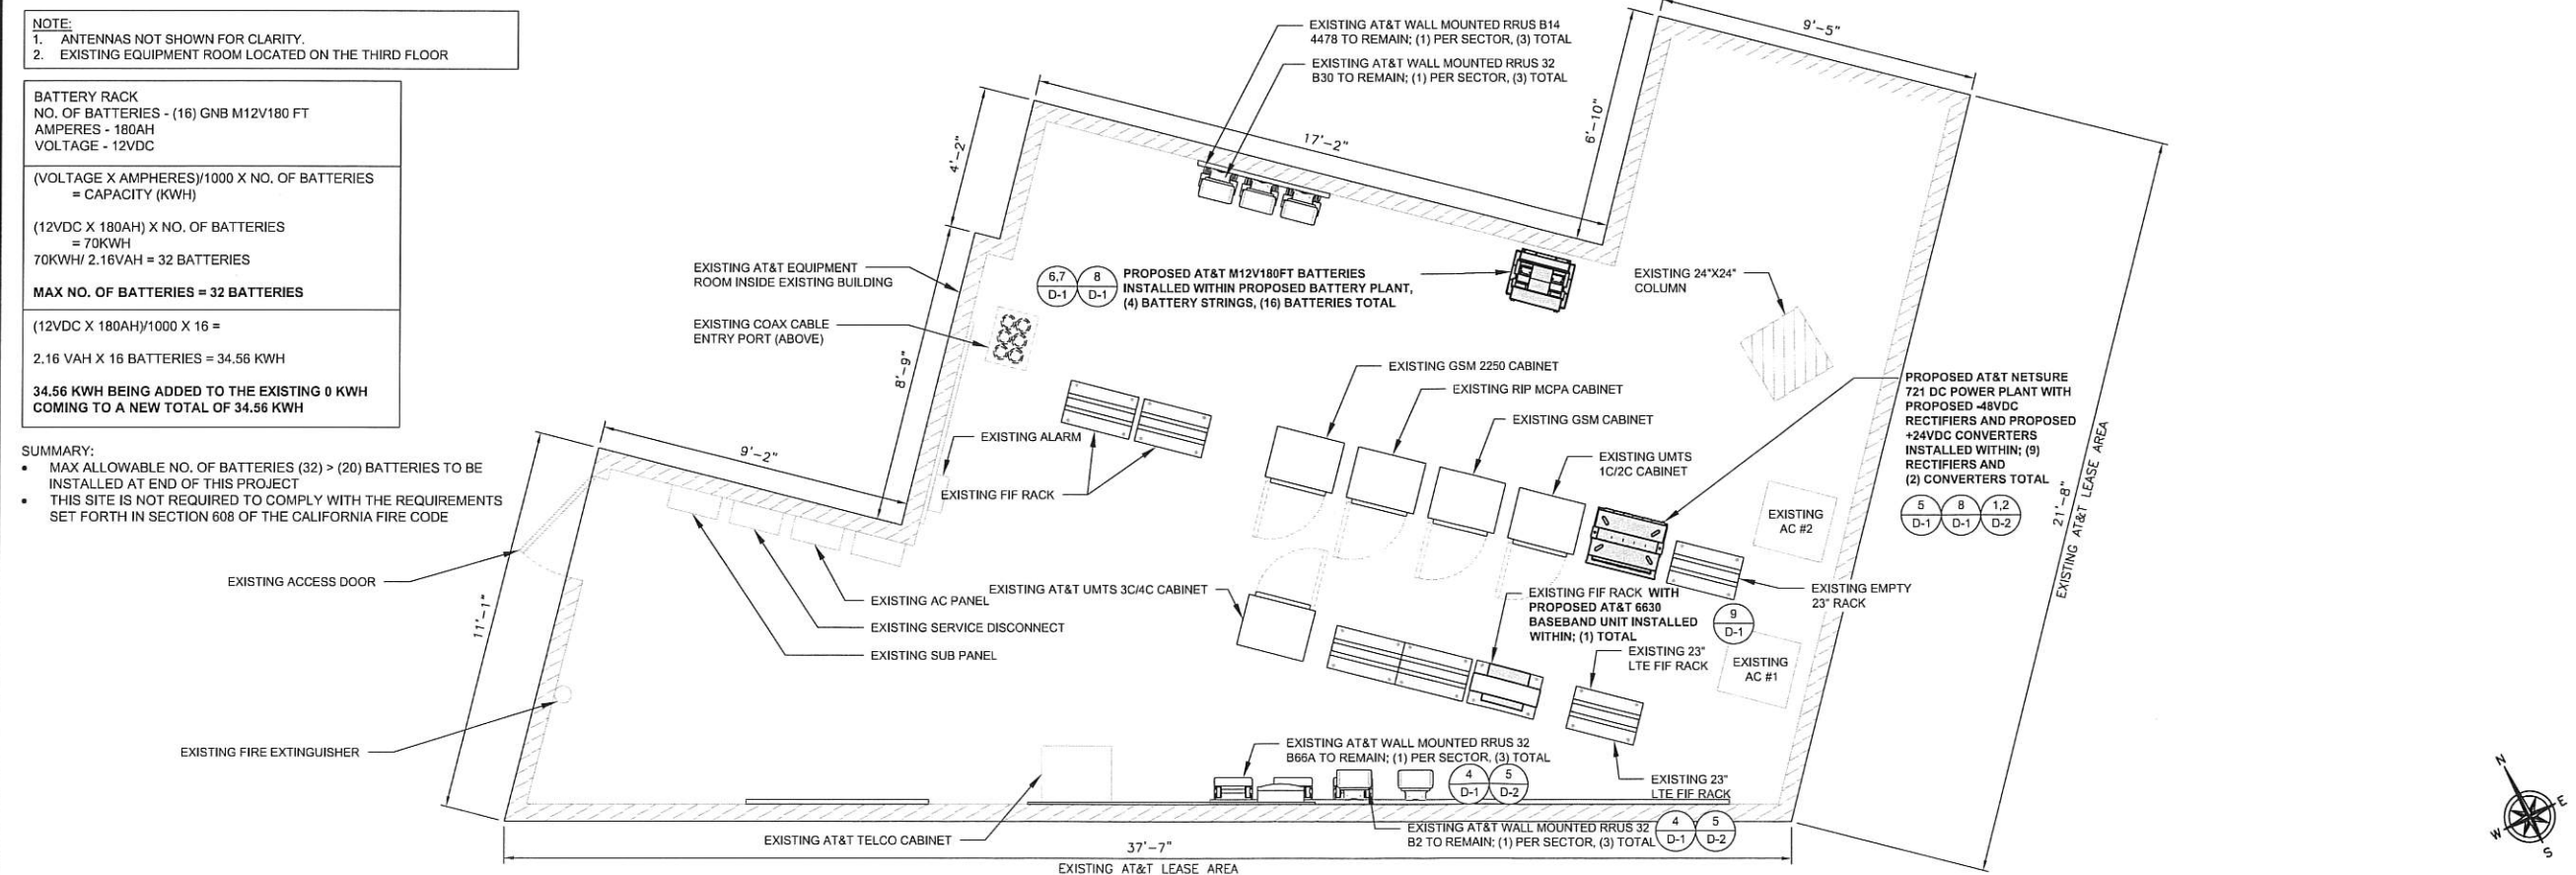 NOTE:
1. ANTENNAS NOT SHOWN FOR CLARITY.
2. EXISTING EQUIPMENT ROOM LOCATED ON THE THIRD FLOOR
BATTERY RACK
NO. OF BATTERIES - (16) GNB M12V180 FT
AMPERES - 180AH
VOLTAGE - 12VDC
(VOLTAGE X AMPHERES)/1000 X NO. OF BATTERIES
= CAPACITY (KWH)
(12VDC X 180AH) X NO. OF BATTERIES
= 70KWH
70KWH/ 2.16VAH = 32 BATTERIES
MAX NO. OF BATTERIES = 32 BATTERIES
(12VDC X 180AH)/1000 X 16 =
2.16 VAH X 16 BATTERIES = 34.56 KWH
34.56 KWH BEING ADDED TO THE EXISTING 0 KWH
COMING TO A NEW TOTAL OF 34.56 KWH
SUMMARY:
• MAX ALLOWABLE NO. OF BATTERIES (32) > (20) BATTERIES TO BE
INSTALLED AT END OF THIS PROJECT
• THIS SITE IS NOT REQUIRED TO COMPLY WITH THE REQUIREMENTS
SET FORTH IN SECTION 608 OF THE CALIFORNIA FIRE CODE
EXISTING AT&T WALL MOUNTED RRUS B14
4478 TO REMAIN; (1) PER SECTOR, (3) TOTAL
EXISTING AT&T WALL MOUNTED RRUS 32
B30 TO REMAIN; (1) PER SECTOR, (3) TOTAL
9'-5"
6'-10"
17'-2"
4'-2"
EXISTING AT&T EQUIPMENT
ROOM INSIDE EXISTING BUILDING
6,7
D-1
8
D-1
PROPOSED AT&T M12V180FT BATTERIES
INSTALLED WITHIN PROPOSED BATTERY PLANT,
(4) BATTERY STRINGS, (16) BATTERIES TOTAL
EXISTING 24"X24"
COLUMN
EXISTING COAX CABLE
ENTRY PORT (ABOVE)
8'-9"
EXISTING GSM 2250 CABINET
EXISTING RIP MCPA CABINET
EXISTING GSM CABINET
EXISTING UMTS
1C/2C CABINET
PROPOSED AT&T NETSURE
721 DC POWER PLANT WITH
PROPOSED -48VDC
RECTIFIERS AND PROPOSED
+24VDC CONVERTERS
INSTALLED WITHIN; (9)
RECTIFIERS AND
(2) CONVERTERS TOTAL
5
D-1
8
D-1
1,2
D-2
21'-8"
EXISTING AT&T LEASE AREA
9'-2"
EXISTING ALARM
EXISTING FIF RACK
EXISTING
AC #2
EXISTING ACCESS DOOR
11'-1"
EXISTING AC PANEL
EXISTING SERVICE DISCONNECT
EXISTING SUB PANEL
EXISTING AT&T UMTS 3C/4C CABINET
EXISTING FIF RACK WITH
PROPOSED AT&T 6630
BASEBAND UNIT INSTALLED
WITHIN; (1) TOTAL
9
D-1
EXISTING EMPTY
23" RACK
EXISTING 23"
LTE FIF RACK
EXISTING
AC #1
EXISTING FIRE EXTINGUISHER
EXISTING AT&T WALL MOUNTED RRUS 32
B66A TO REMAIN; (1) PER SECTOR, (3) TOTAL
4
D-1
5
D-2
EXISTING 23"
LTE FIF RACK
EXISTING AT&T TELCO CABINET
EXISTING AT&T WALL MOUNTED RRUS 32
B2 TO REMAIN; (1) PER SECTOR, (3) TOTAL
4
D-1
5
D-2
37'-7"
EXISTING AT&T LEASE AREA
N
E
W
S